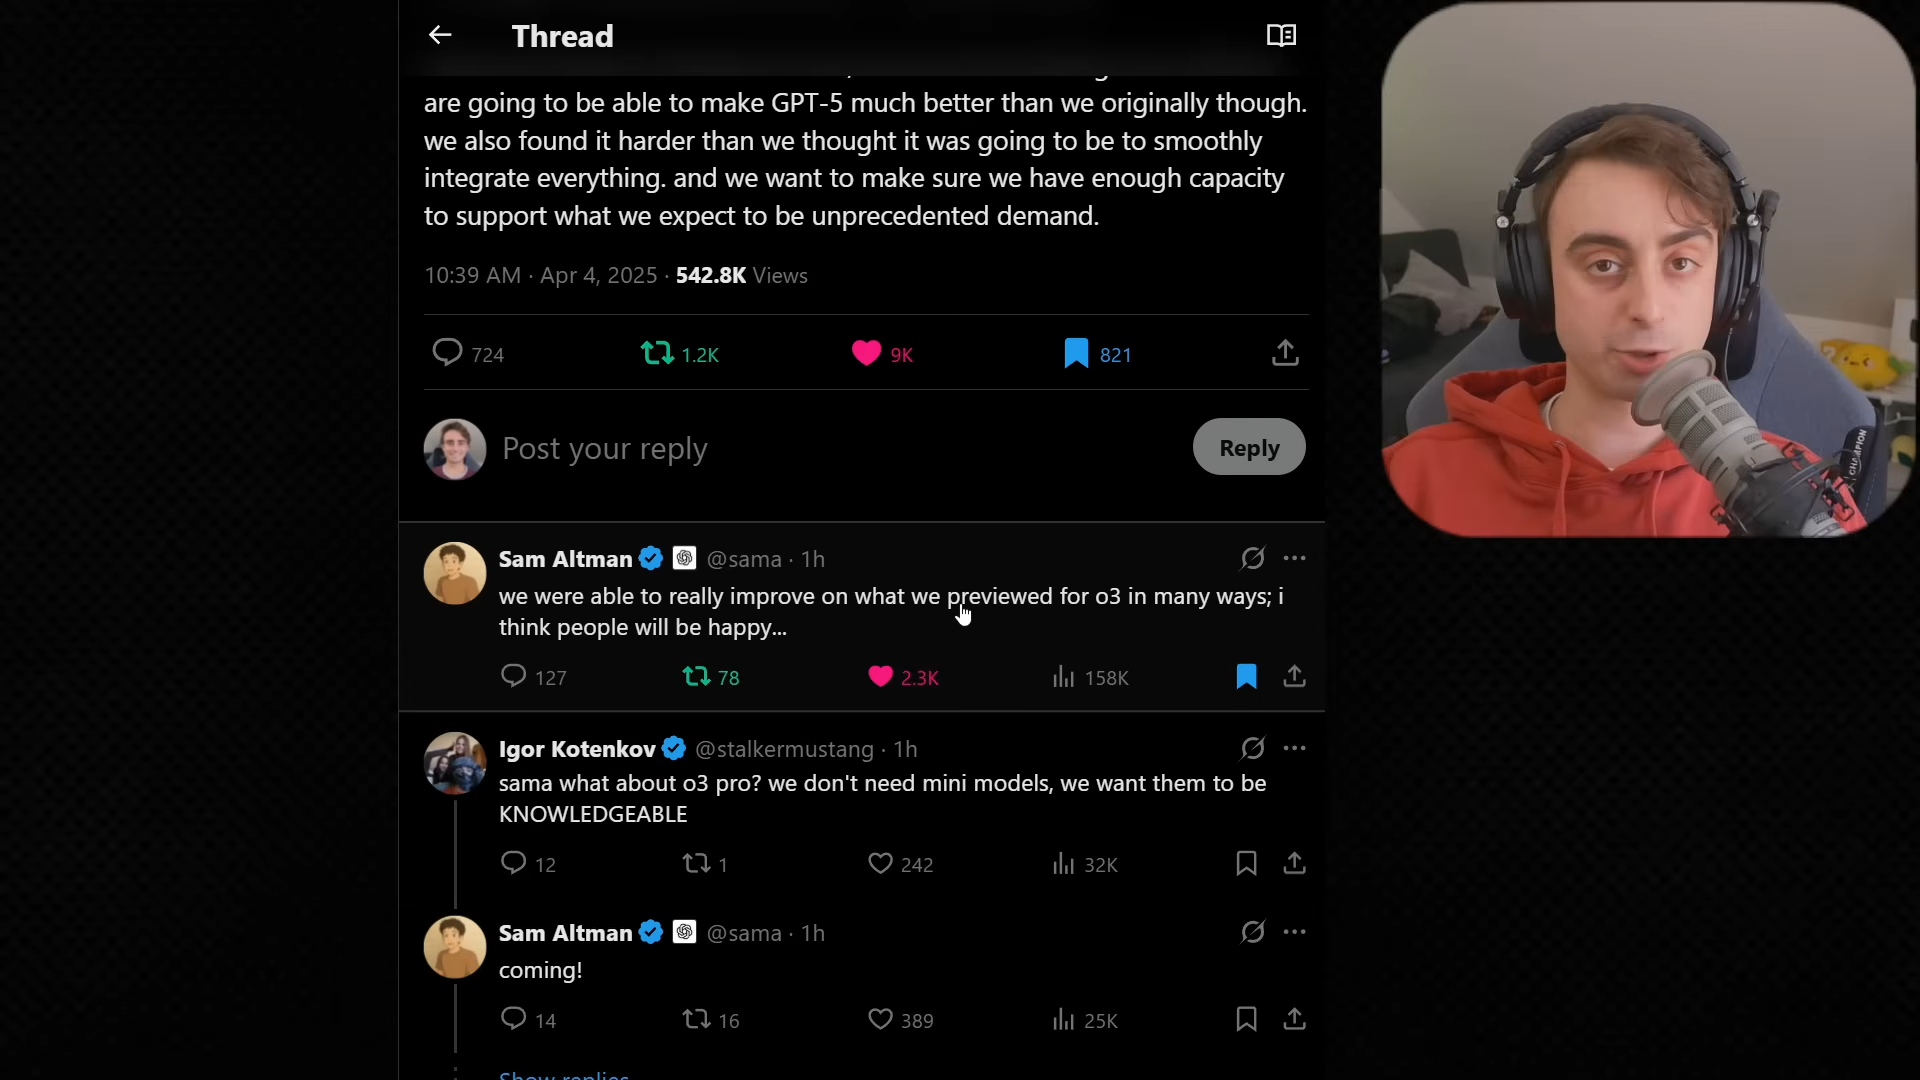 Thread
are going to be able to make GPT-5 much better than we originally though.
we also found it harder than we thought it was going to be to smoothly
integrate everything. and we want to make sure we have enough capacity
to support what we expect to be unprecedented demand.
10:39 AM · Apr 4, 2025 · 542.8K Views
724 1.2K 9K 821
Post your reply
Reply
Sam Altman @sama · 1h
we were able to really improve on what we previewed for o3 in many ways; i
think people will be happy...
127 78 2.3K 158K
Igor Kotenkov @stalkermustang · 1h
sama what about o3 pro? we don't need mini models, we want them to be
KNOWLEDGEABLE
12 1 242 32K
Sam Altman @sama · 1h
coming!
14 16 389 25K
Show replies
CHAMPION